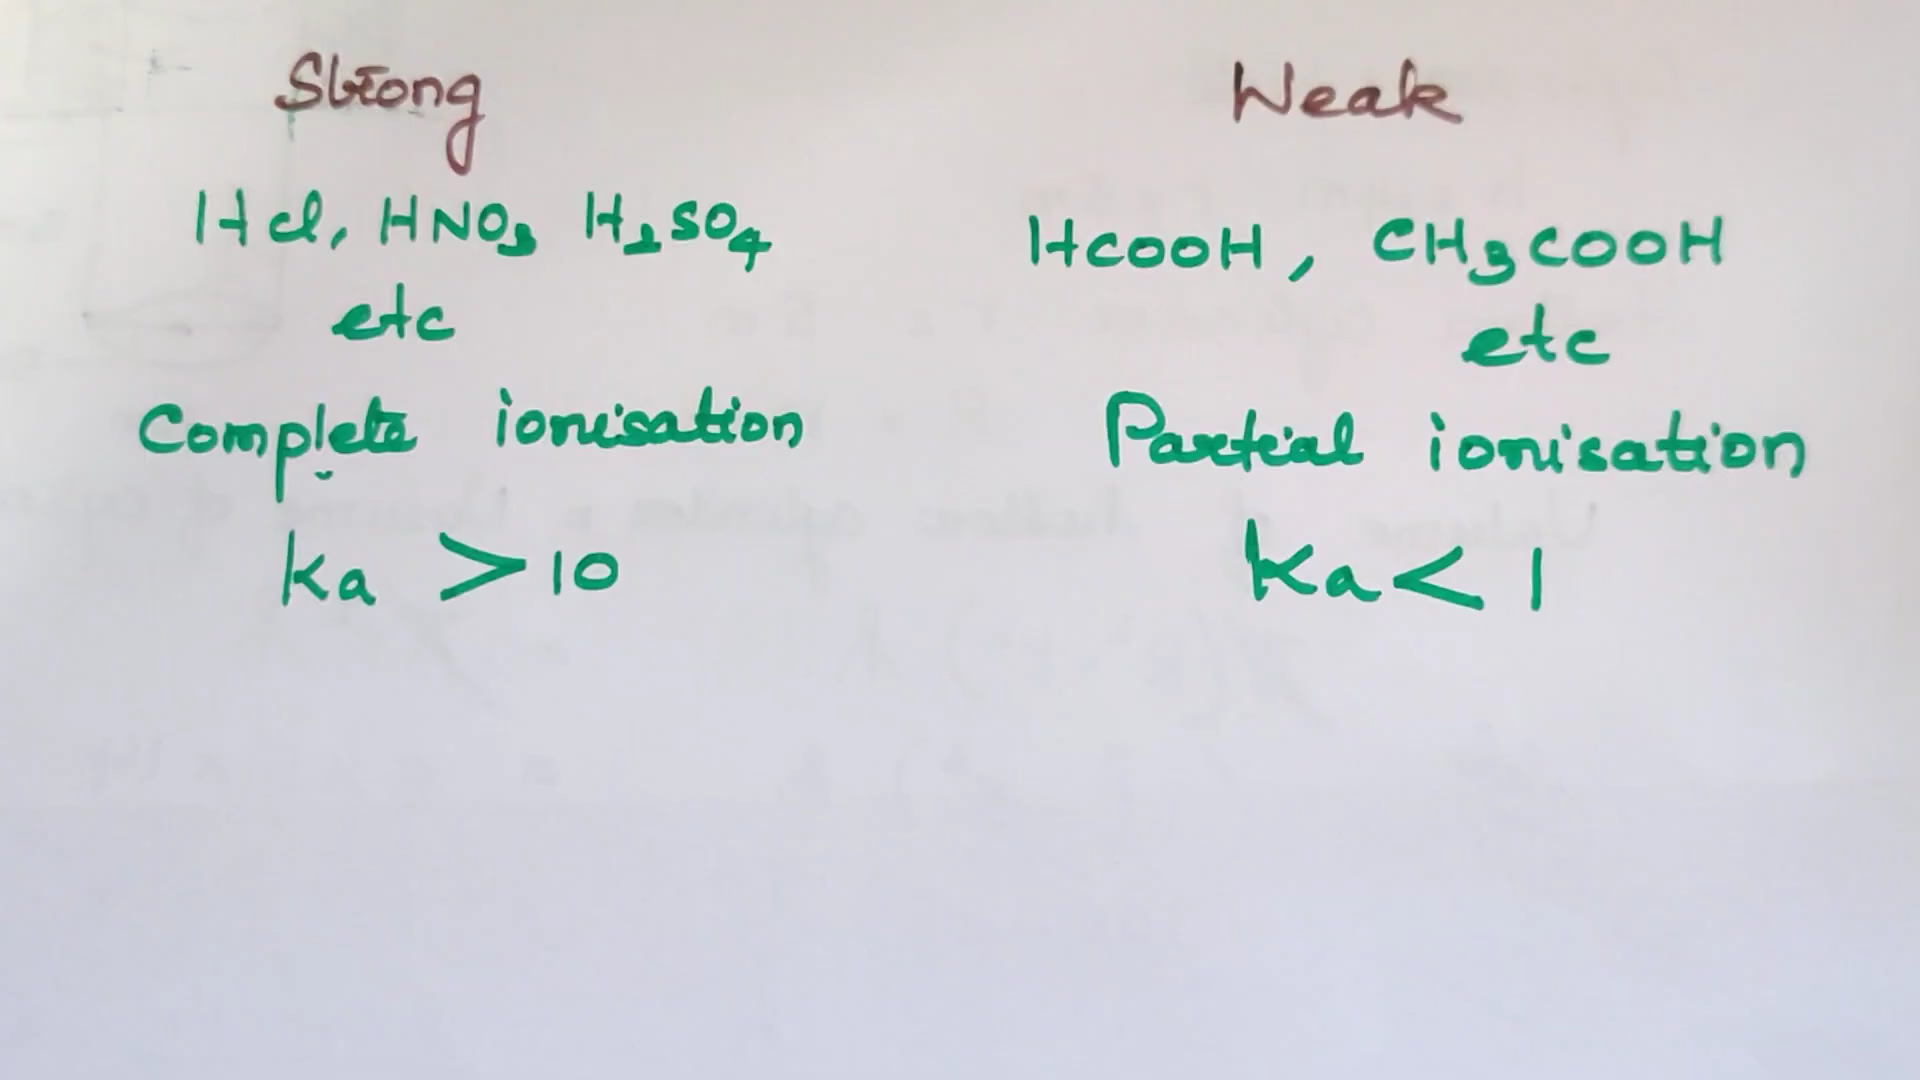 Strong
HCl, HNO₃ H₂SO₄
etc
Complete ionisation
Ka > 10
Weak
HCOOH, CH₃COOH
etc
Partial ionisation
Ka < 1